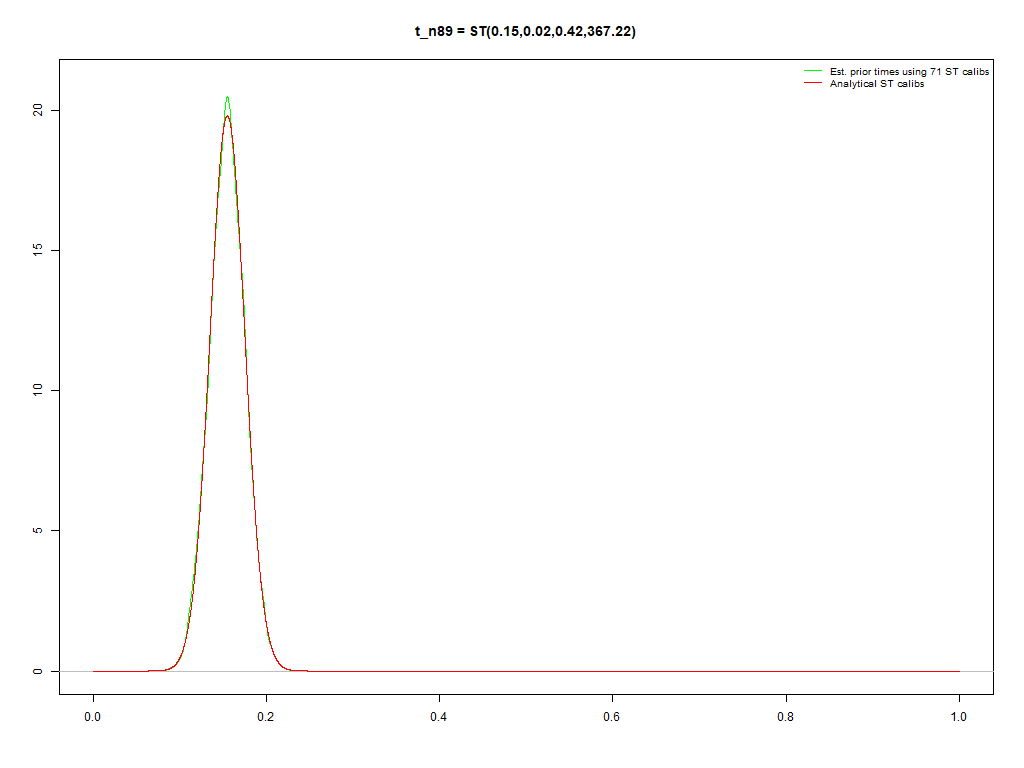 t_n89 = ST(0.15,0.02,0.42,367.22)
Est. prior times using 71 ST calibs
Analytical ST calibs
20
15
10
5
0
0.0 0.2 0.4 0.6 0.8 1.0